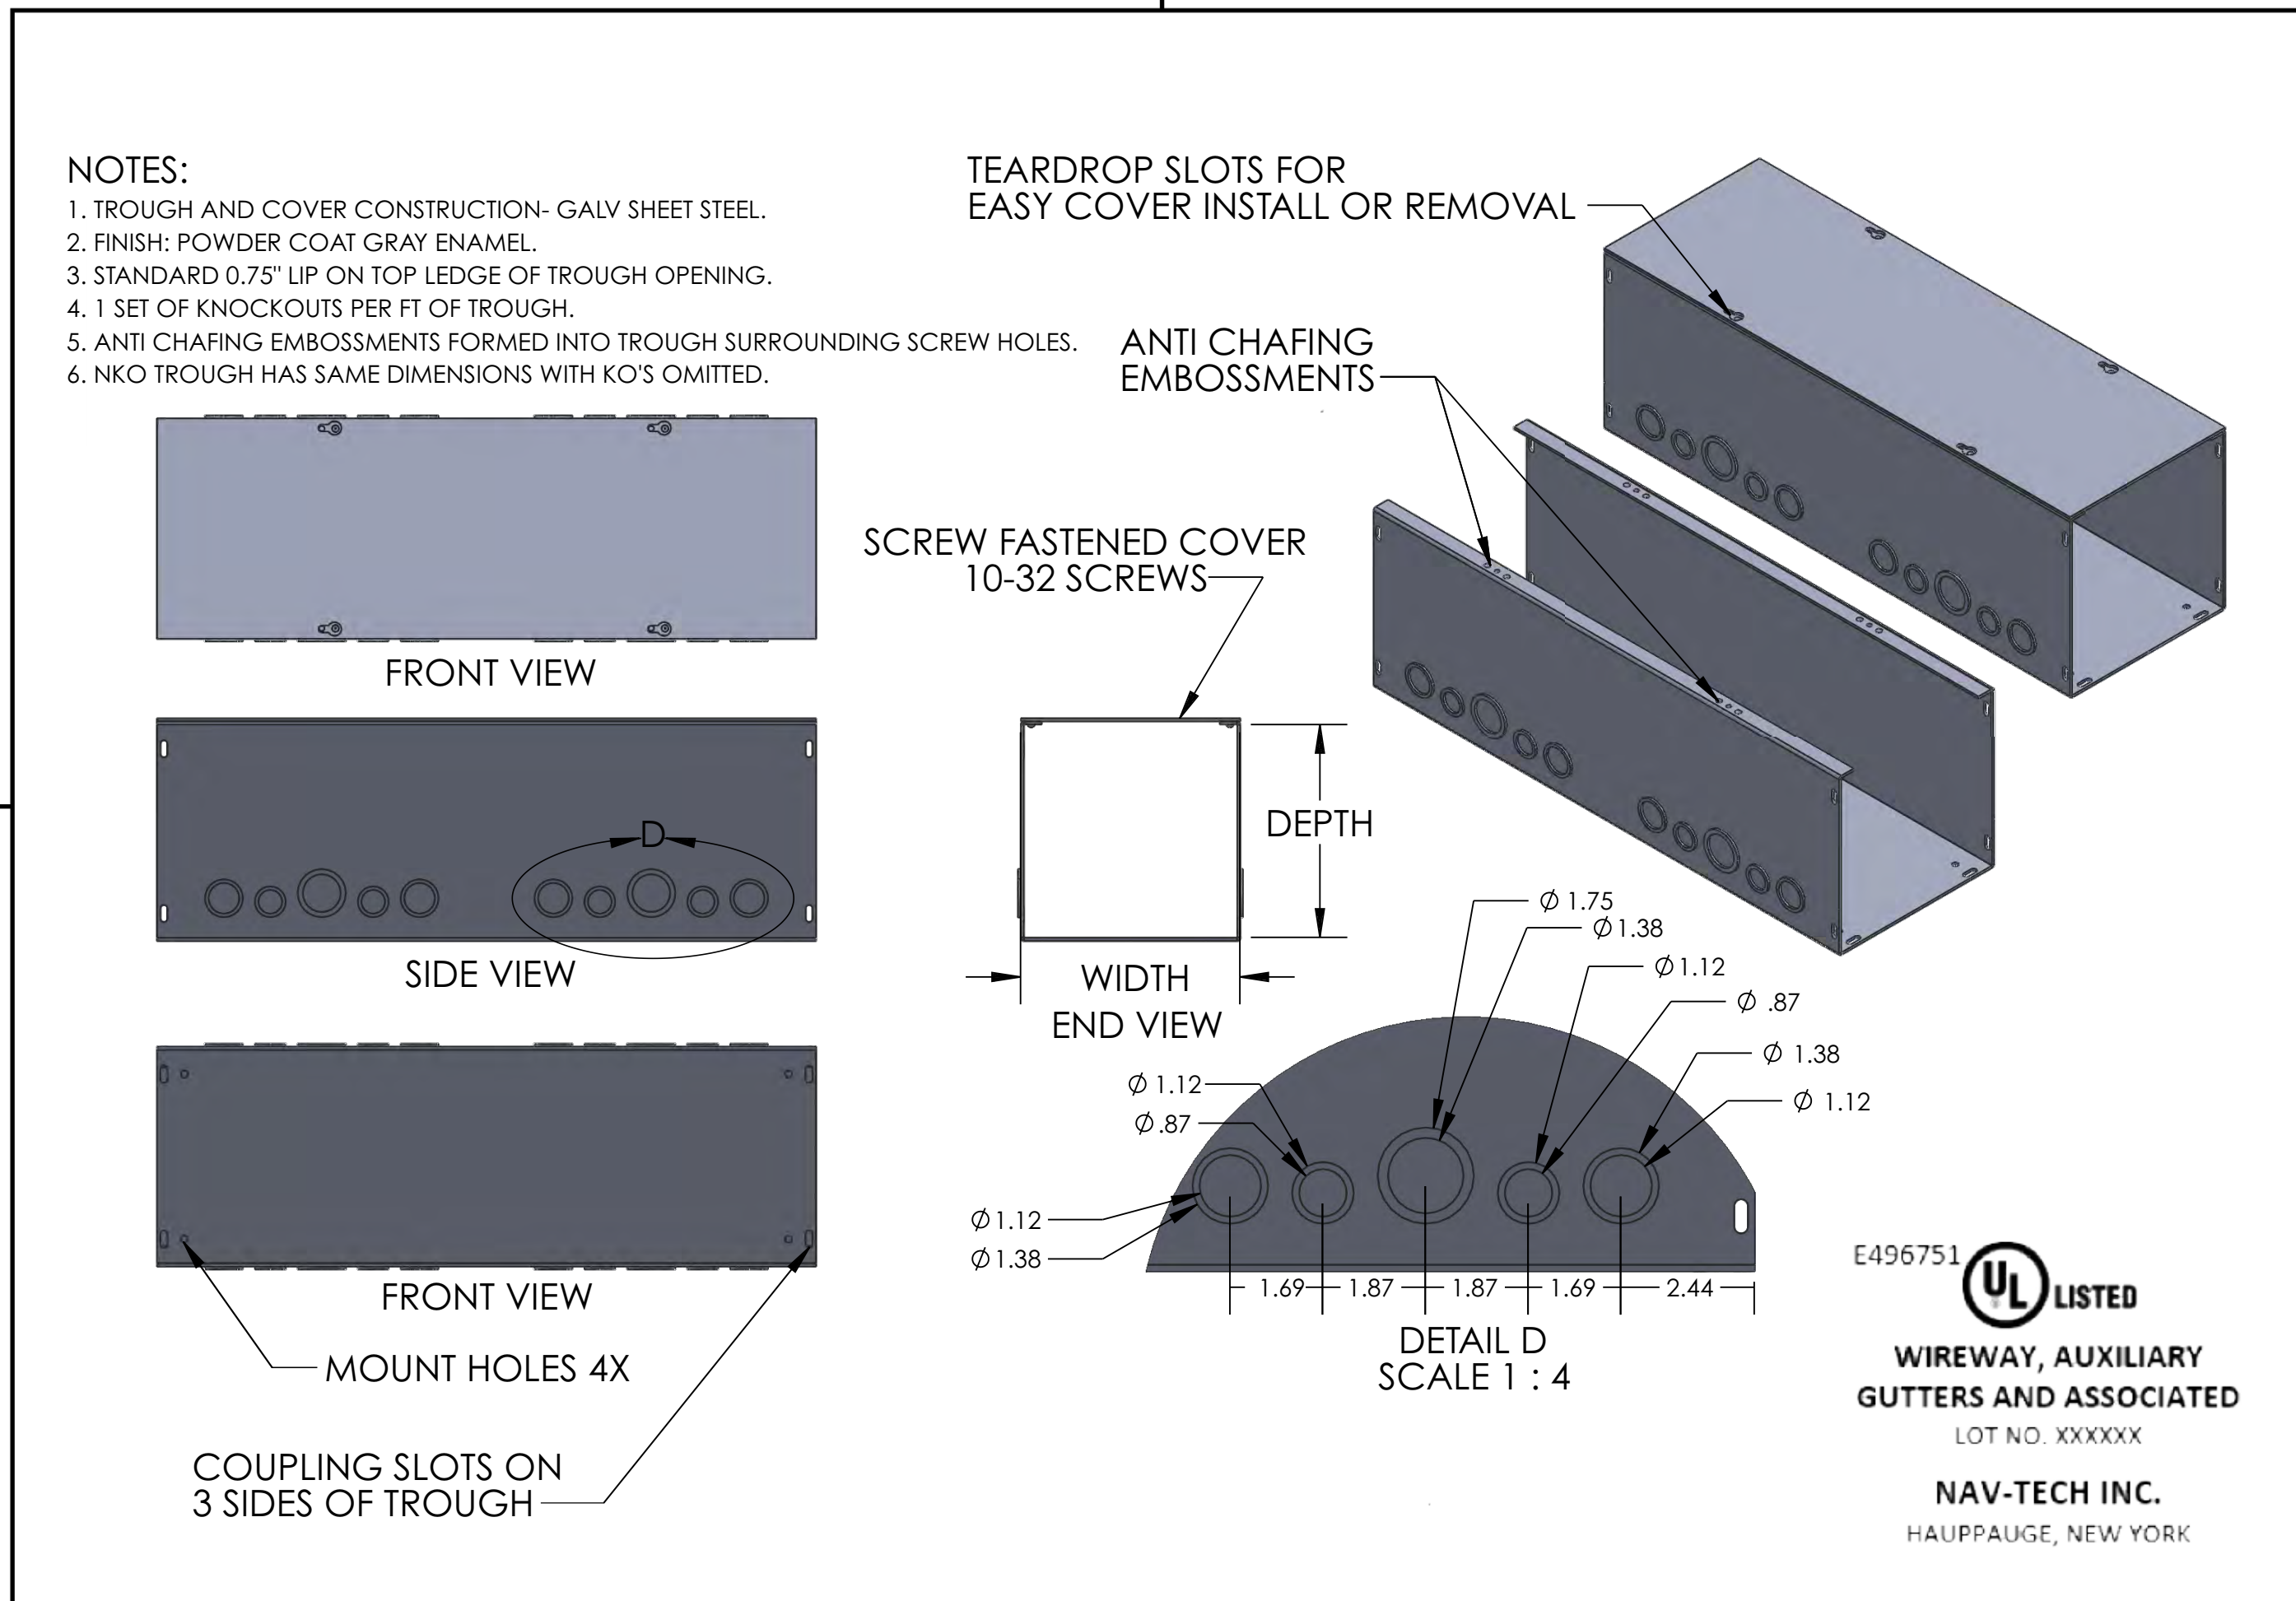 NOTES:
1. TROUGH AND COVER CONSTRUCTION- GALV SHEET STEEL.
2. FINISH: POWDER COAT GRAY ENAMEL.
3. STANDARD 0.75" LIP ON TOP LEDGE OF TROUGH OPENING.
4. 1 SET OF KNOCKOUTS PER FT OF TROUGH.
5. ANTI CHAFING EMBOSSMENTS FORMED INTO TROUGH SURROUNDING SCREW HOLES.
6. NKO TROUGH HAS SAME DIMENSIONS WITH KO'S OMITTED.
TEARDROP SLOTS FOR
EASY COVER INSTALL OR REMOVAL
ANTI CHAFING
EMBOSSMENTS
FRONT VIEW
SCREW FASTENED COVER
10-32 SCREWS
D
SIDE VIEW
DEPTH
WIDTH
END VIEW
FRONT VIEW
MOUNT HOLES 4X
COUPLING SLOTS ON
3 SIDES OF TROUGH
∅ 1.75
∅1.38
∅1.12
∅ .87
∅ 1.38
∅ 1.12
∅ 1.12
∅ .87
∅1.12
∅1.38
1.69 1.87 1.87 1.69 2.44
DETAIL D
SCALE 1 : 4
E496751
UL LISTED
WIREWAY, AUXILIARY
GUTTERS AND ASSOCIATED
LOT NO. XXXXXX
NAV-TECH INC.
HAUPPAUGE, NEW YORK